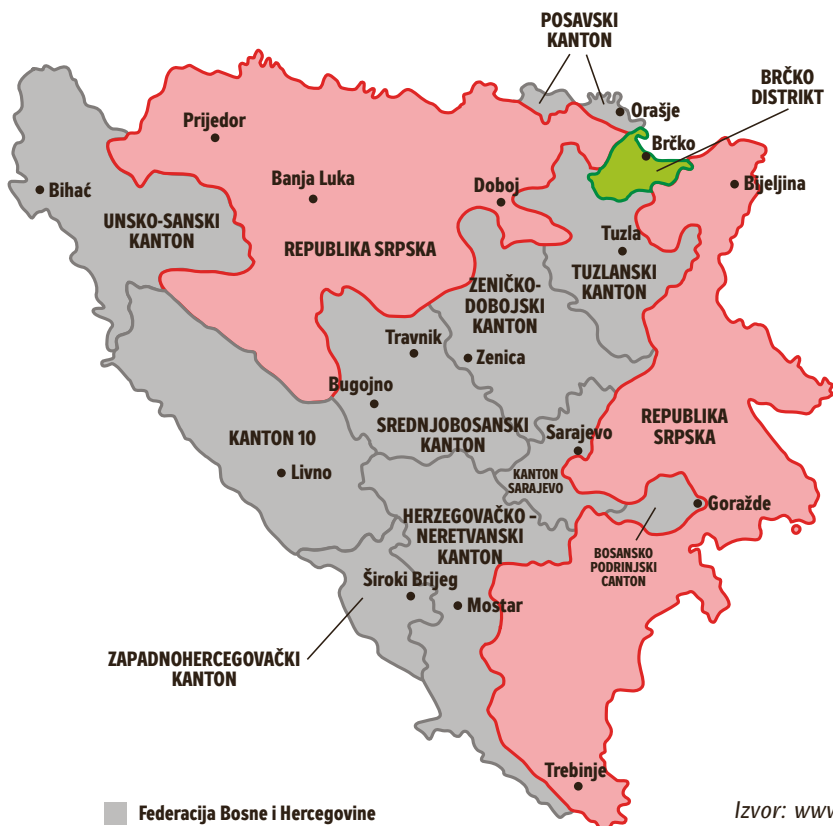 POSAVSKI
KANTON
BRČKO
DISTRIKT
Orašje
Prijedor
Brčko
Bihać
Banja Luka
Doboj
Bijeljina
UNSKO-SANSKI
KANTON
REPUBLIKA SRPSKA
Tuzla
TUZLANSKI
KANTON
ZENIČKO-
DOBOJSKI
KANTON
Travnik
Zenica
Bugojno
SREDNJOBOSANSKI
KANTON
Sarajevo
REPUBLIKA
SRPSKA
KANTON 10
Livno
KANTON
SARAJEVO
Goražde
HERZEGOVAČKO –
NERETVANSKI
KANTON
BOSANSKO
PODRINJSKI
CANTON
Široki Brijeg
Mostar
ZAPADNOHERCEGOVAČKI
KANTON
Trebinje
Federacija Bosne i Hercegovine
Izvor: www